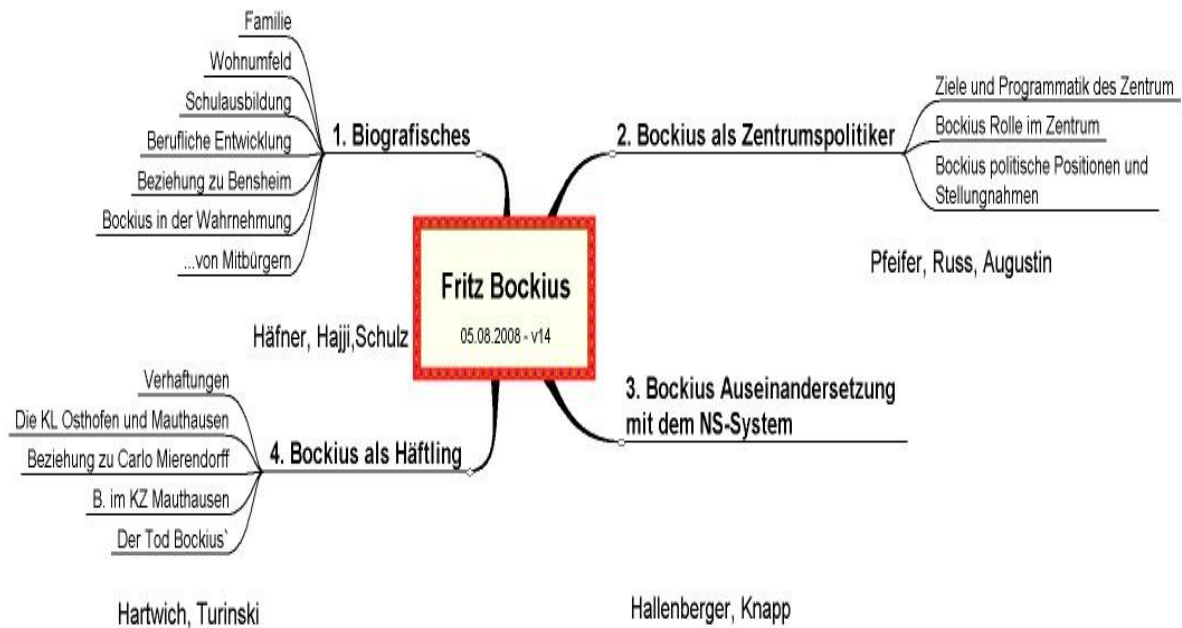 Fritz Bockius
05.08.2008 - v14
1. Biografisches
Familie
Wohnumfeld
Schulausbildung
Berufliche Entwicklung
Beziehung zu Bensheim
Bockius in der Wahrnehmung
...von Mitbürgern
Häfner, Hajji,Schulz
2. Bockius als Zentrumspolitiker
Ziele und Programmatik des Zentrum
Bockius Rolle im Zentrum
Bockius politische Positionen und
Stellungnahmen
Pfeifer, Russ, Augustin
3. Bockius Auseinandersetzung
mit dem NS-System
Hallenberger, Knapp
4. Bockius als Häftling
Verhaftungen
Die KL Osthofen und Mauthausen
Beziehung zu Carlo Mierendorff
B. im KZ Mauthausen
Der Tod Bockius`
Hartwich, Turinski